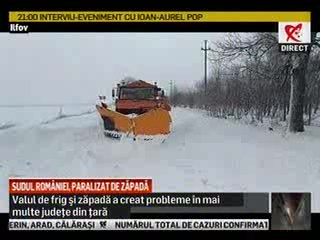 21:00 INTERVIU-EVENIMENT CU IOAN-AUREL POP
Ilfov
DIRECT
SUDUL ROMÂNIEI, PARALIZAT DE ZĂPADĂ
Valul de frig și zăpadă a creat probleme în mai
multe județe din țară
ERIN, ARAD, CĂLĂRAȘI
NUMĂRUL TOTAL DE CAZURI CONFIRMAT